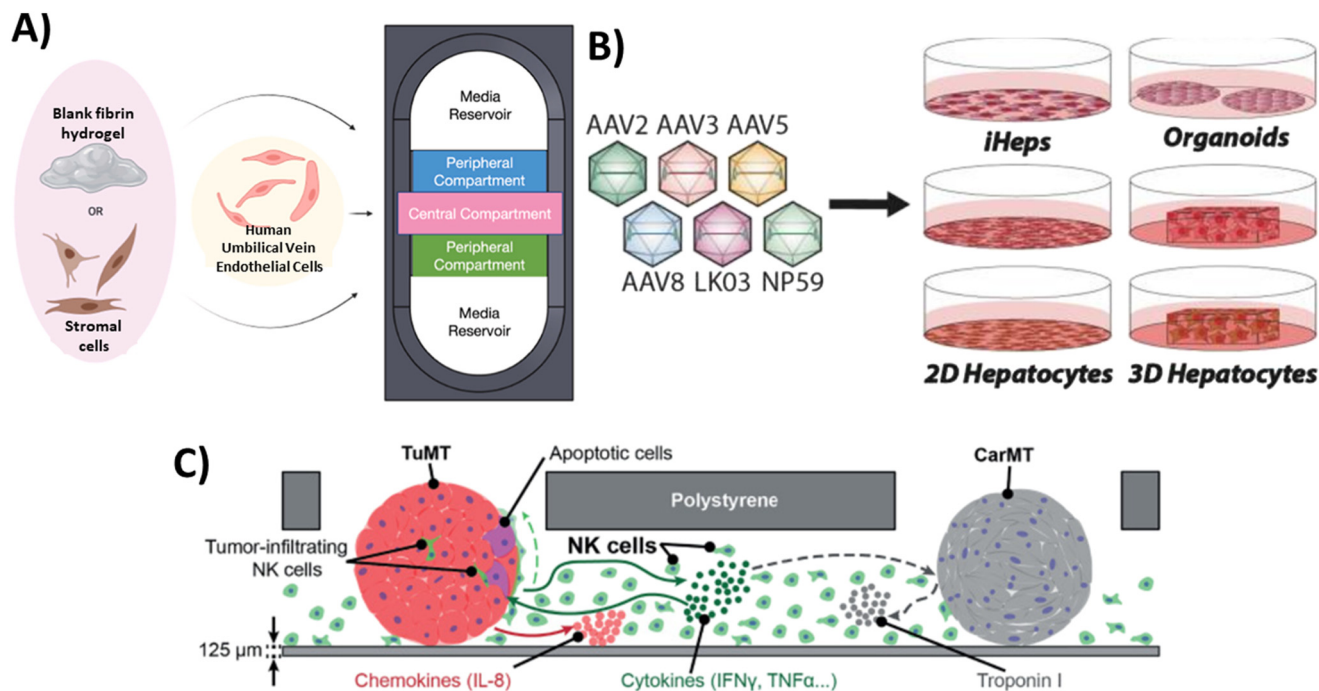 A)
Blank fibrin
hydrogel
OR
Stromal
cells
Human
Umbilical Vein
Endothelial Cells
Media
Reservoir
Peripheral
Compartment
Central Compartment
Peripheral
Compartment
Media
Reservoir
B)
AAV2 AAV3 AAV5
AAV8 LK03 NP59
iHeps
Organoids
2D Hepatocytes
3D Hepatocytes
C)
TuMT
Apoptotic cells
CarMT
Polystyrene
Tumor-infiltrating
NK cells
NK cells
125 µm
Chemokines (IL-8)
Cytokines (IFNγ, TNFα...)
Troponin I